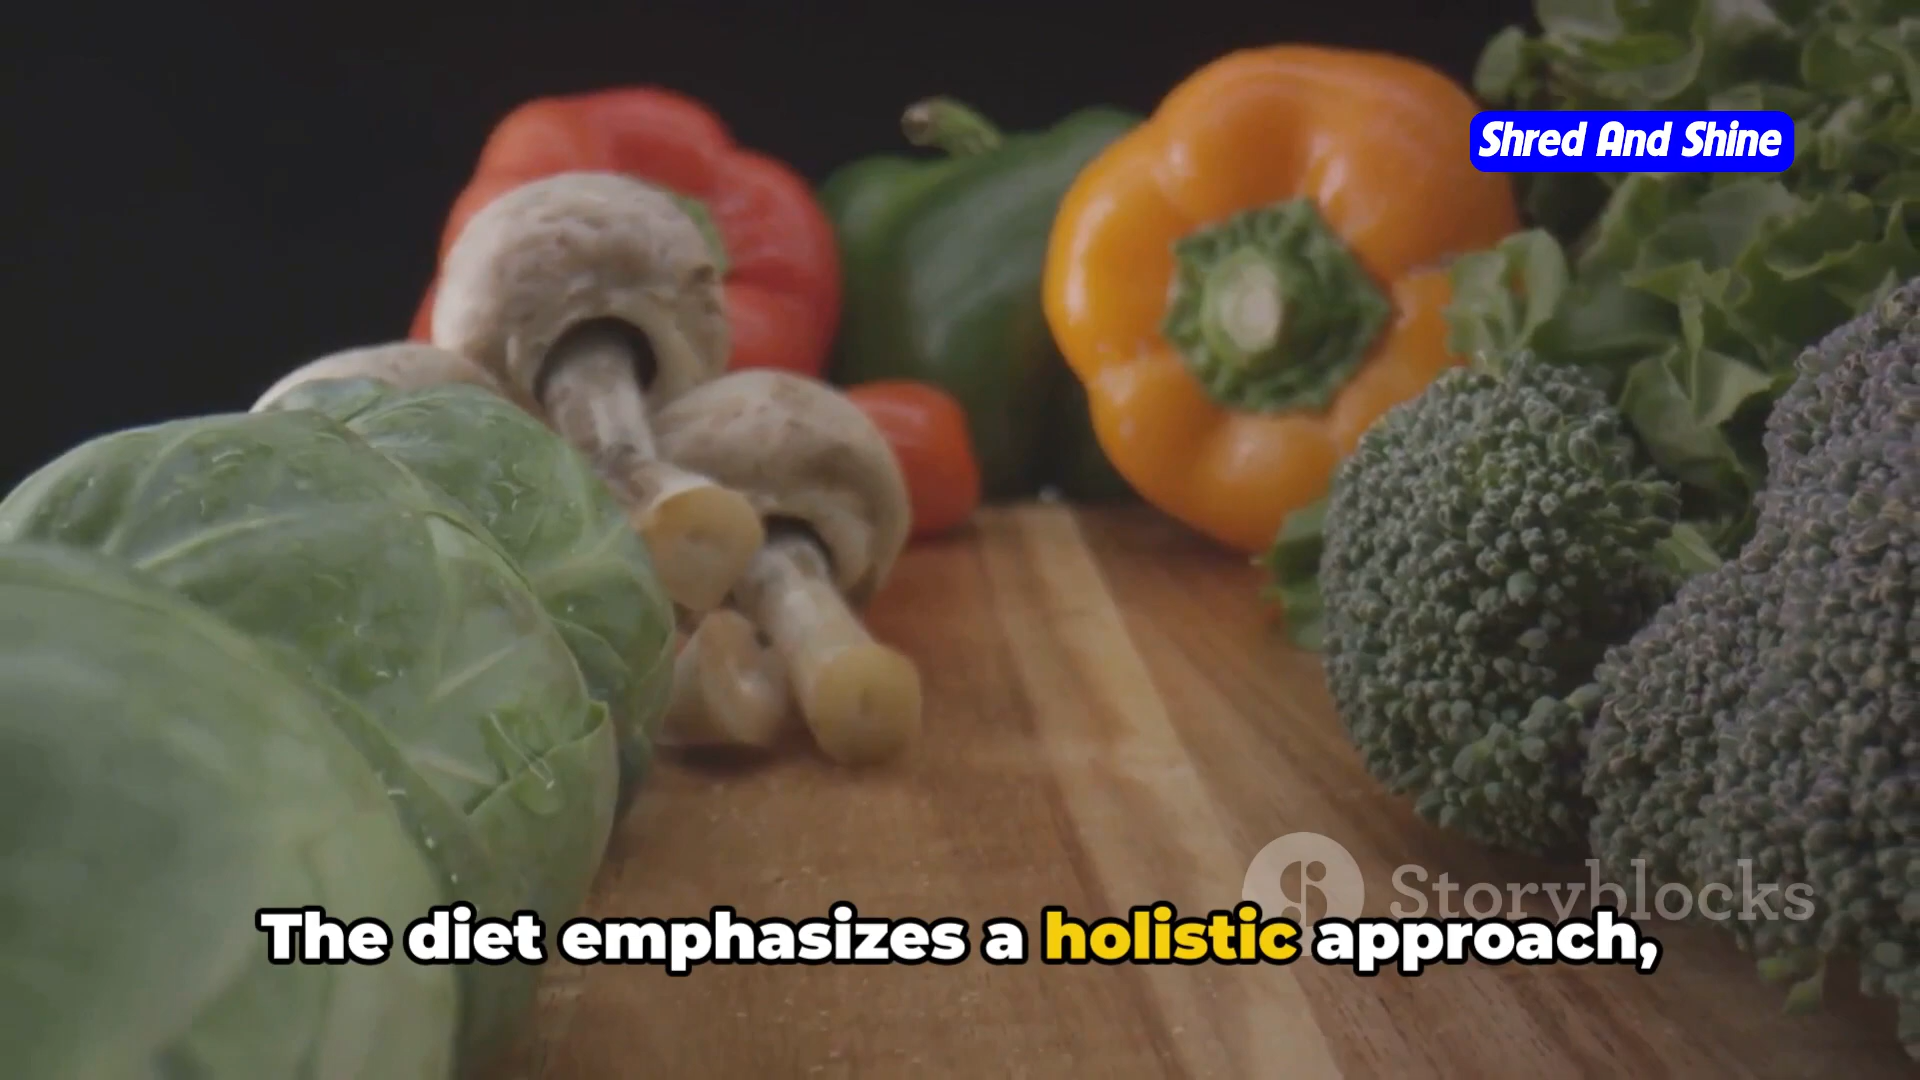 Shred And Shine
Storyblocks
The diet emphasizes a holistic approach,